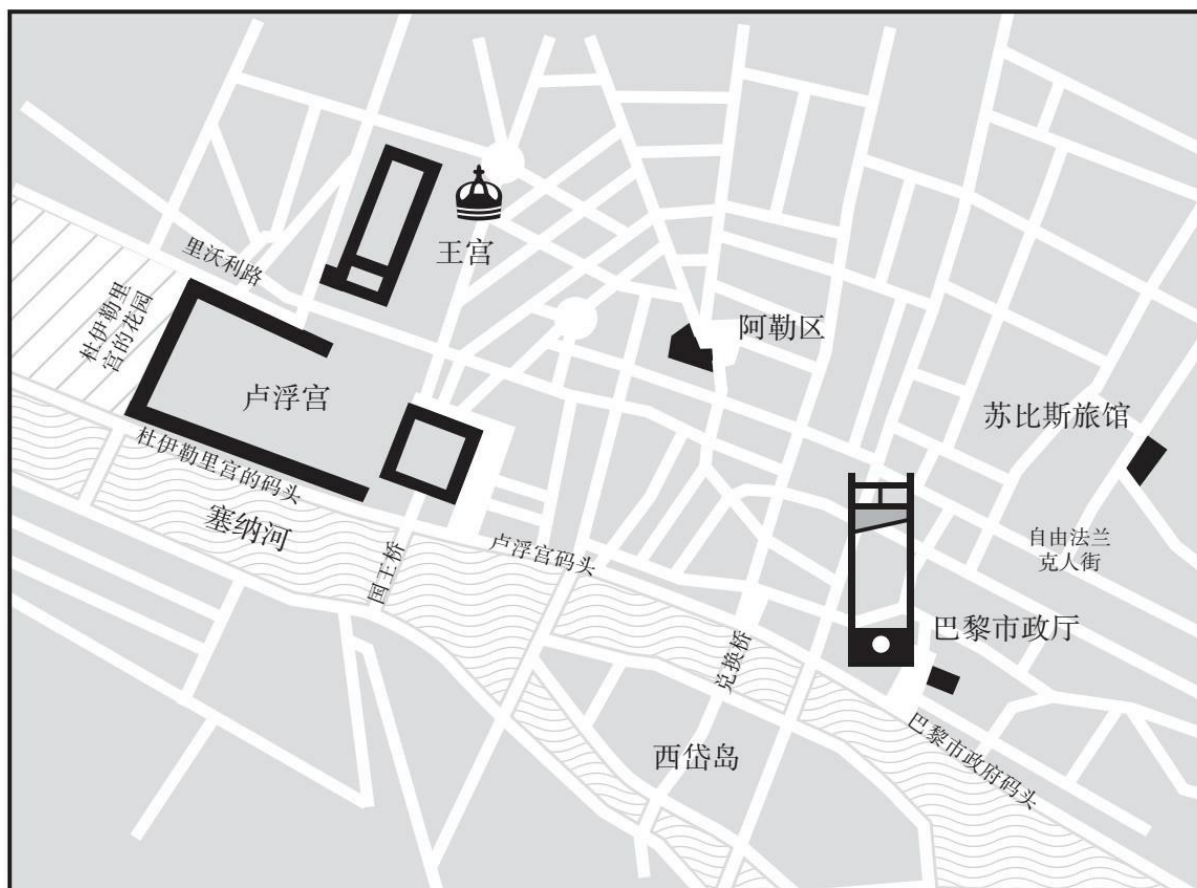 王宫
里沃利路
杜伊勒里
宫的花园
阿勒区
卢浮宫
苏比斯旅馆
杜伊勒里宫的码头
塞纳河
国王桥
卢浮宫码头
自由法兰
克人街
巴黎市政厅
兑换桥
西岱岛
巴黎市政府码头